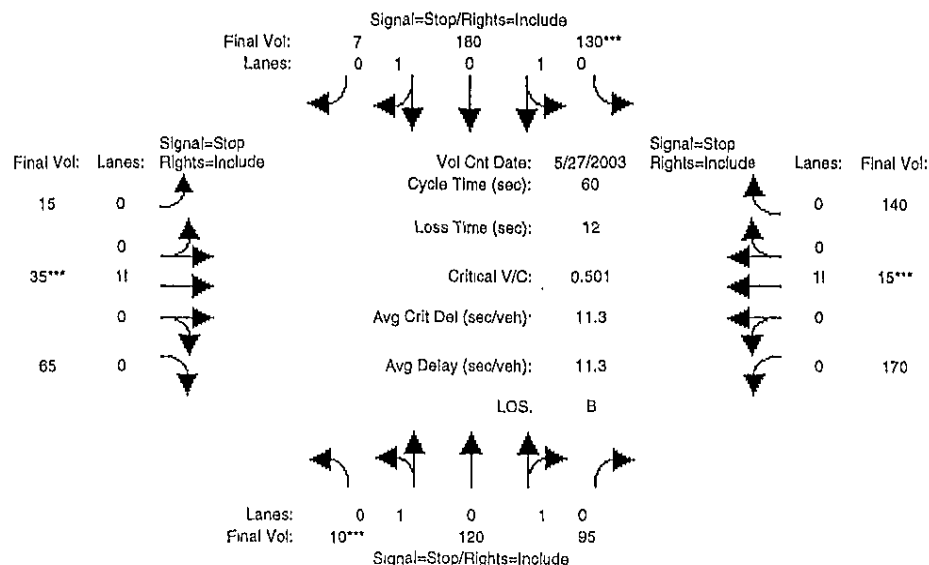 Signal=Stop/Rights=Include
Final Vol: 7 180 130***
Lanes: 0 1 0 1 0
Signal=Stop
Final Vol: Lanes: Rights=Include
Vol Cnt Date: 5/27/2003
Signal=Stop
Rights=Include Lanes: Final Vol:
Cycle Time (sec): 60
15 0
0 140
Loss Time (sec): 12
0
0
35*** 1!
Critical V/C: 0.501
1! 15***
0
Avg Crit Del (sec/veh): 11.3
0
65 0
Avg Delay (sec/veh): 11.3
0 170
LOS. B
Lanes: 0 1 0 1 0
Final Vol: 10*** 120 95
Signal=Stop/Rights=Include